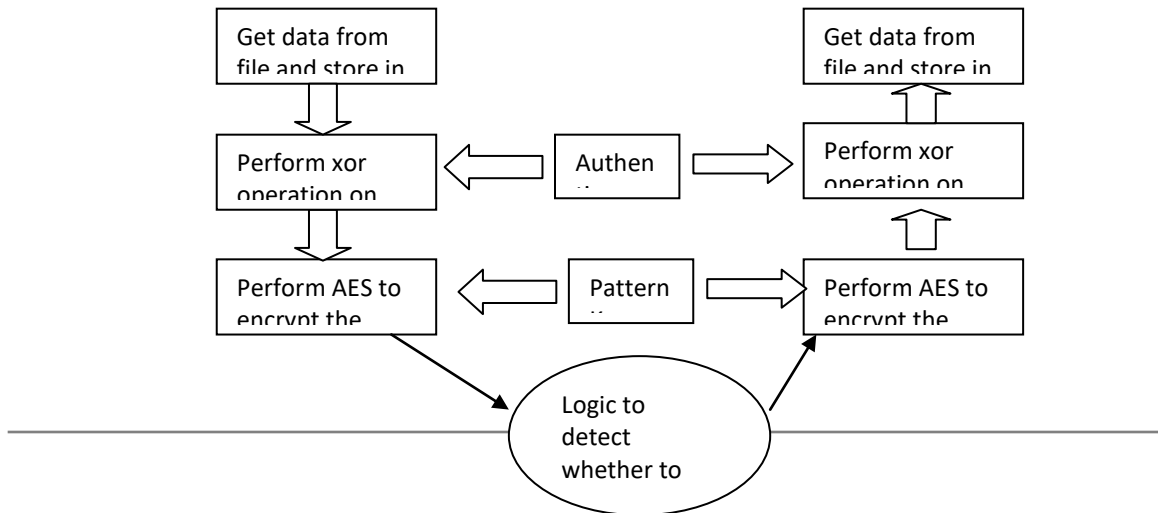 Get data from
file and store in
Get data from
file and store in
Perform xor
operation on
Authen
Perform xor
operation on
Perform AES to
encrypt the
Pattern
Perform AES to
encrypt the
Logic to
detect
whether to